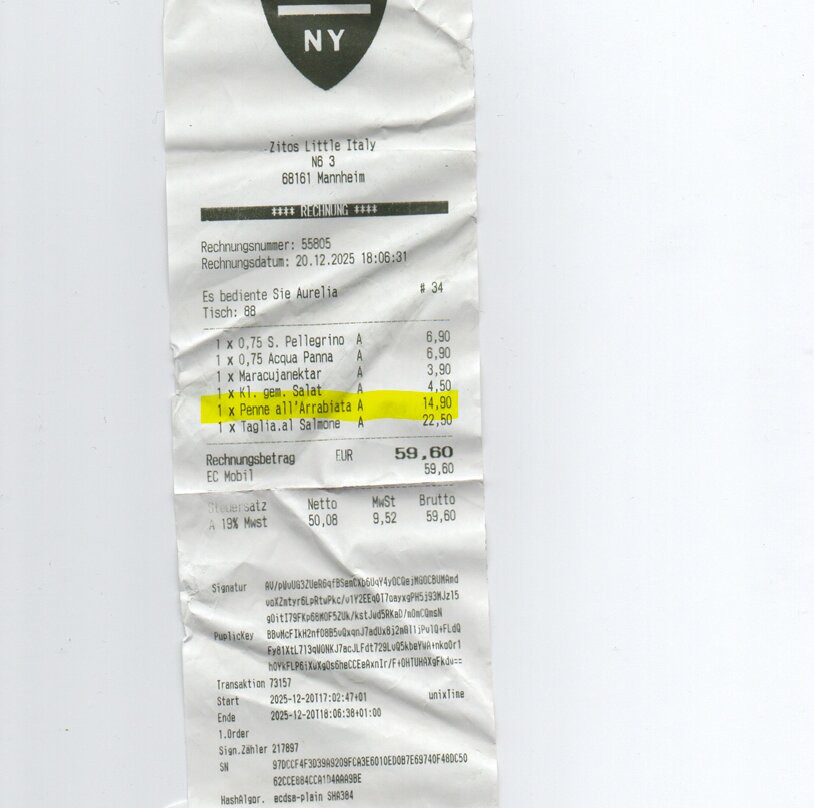 NY
Zitos Little Italy
N6 3
68161 Mannheim
**** RECHNUNG ****
Rechnungsnummer: 55805
Rechnungsdatum: 20.12.2025 18:06:31
Es bediente Sie Aurelia # 34
Tisch: 88
1 x 0,75 S. Pellegrino A 6,90
1 x 0,75 Acqua Panna A 6,90
1 x Maracujanektar A 3,90
1 x Kl. gem. Salat A 4,50
1 x Penne all'Arrabiata A 14,90
1 x Taglia.al Salmone A 22,50
Rechnungsbetrag EUR 59,60
EC Mobil 59,60
Steuersatz Netto MwSt Brutto
A 19% Mwst 50,08 9,52 59,60
Signatur
PuplicKey
Transaktion 73157
Start 2025-12-20T17:02:47+01 unixTime
Ende 2025-12-20T18:06:38+01:00
1.Order
Sign.Zähler 217897
SN
62CCE884CCA1D4AAA9BE
HashAlgor. ecdsa-plain SHA384